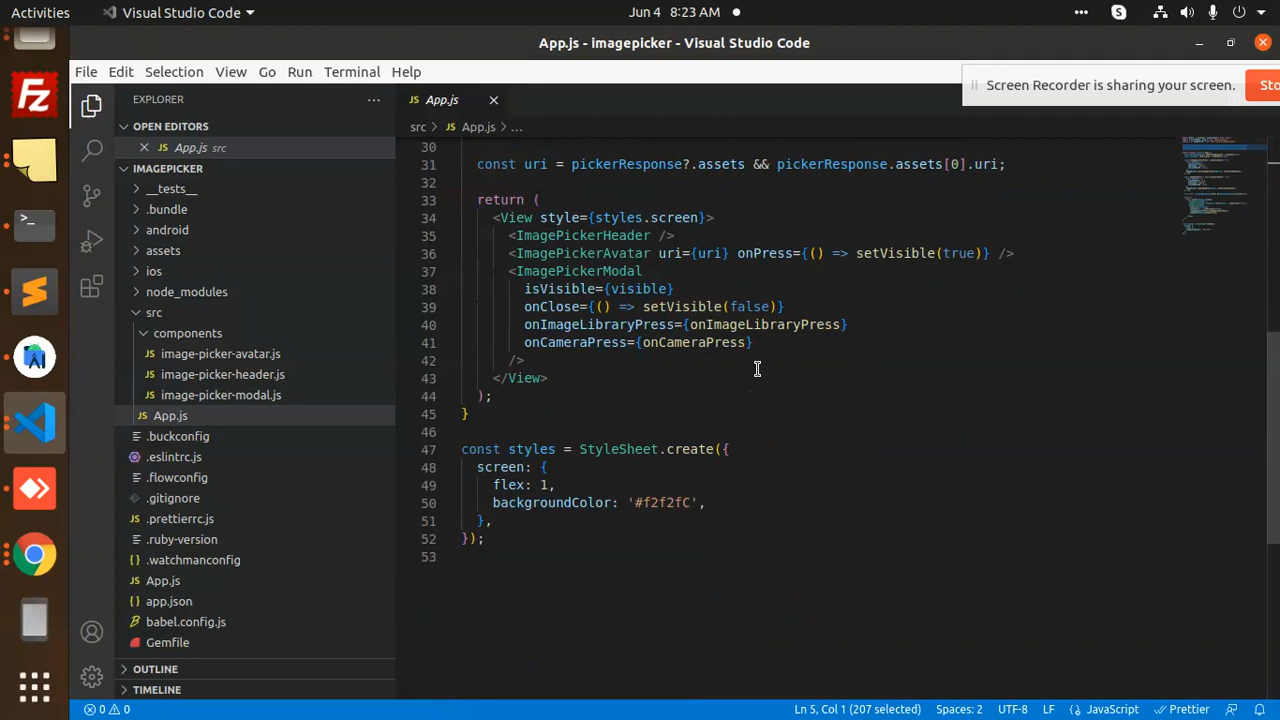 Activities Visual Studio Code Jun 4 8:23 AM
App.js - imagepicker - Visual Studio Code
File Edit Selection View Go Run Terminal Help
Screen Recorder is sharing your screen. Sto
EXPLORER
OPEN EDITORS
App.js src
IMAGEPICKER
__tests__
.bundle
android
assets
ios
node_modules
src
components
image-picker-avatar.js
image-picker-header.js
image-picker-modal.js
App.js
.buckconfig
.eslintrc.js
.flowconfig
.gitignore
.prettierrc.js
.ruby-version
.watchmanconfig
App.js
app.json
babel.config.js
Gemfile
OUTLINE
TIMELINE
App.js
src App.js ...
30
31 const uri = pickerResponse?.assets && pickerResponse.assets[0].uri;
32
33 return (
34 <View style={styles.screen}>
35 <ImagePickerHeader />
36 <ImagePickerAvatar uri={uri} onPress={() => setVisible(true)} />
37 <ImagePickerModal
38 isVisible={visible}
39 onClose={() => setVisible(false)}
40 onImageLibraryPress={onImageLibraryPress}
41 onCameraPress={onCameraPress}
42 />
43 </View>
44 );
45 }
46
47 const styles = StyleSheet.create({
48 screen: {
49 flex: 1,
50 backgroundColor: '#f2f2fC',
51 },
52 });
53
0 0 Ln 5, Col 1 (207 selected) Spaces: 2 UTF-8 LF JavaScript Prettier